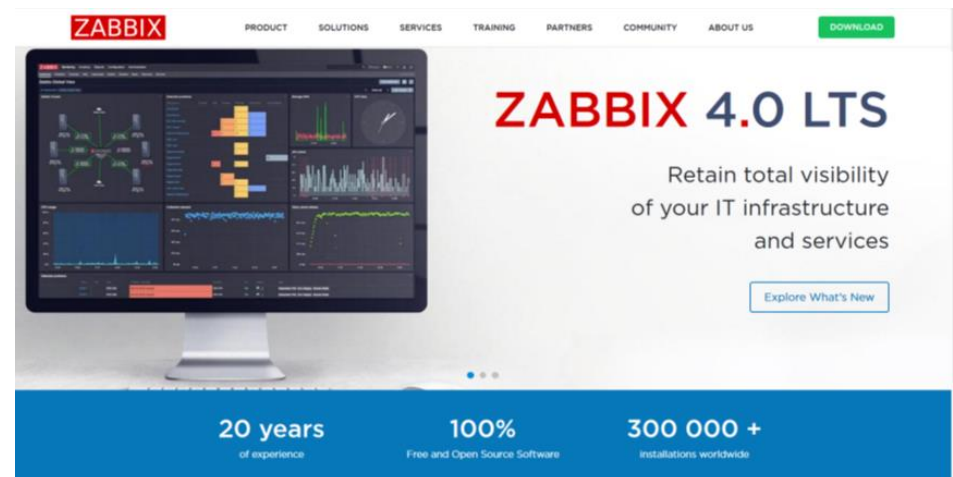 ZABBIX
PRODUCT SOLUTIONS SERVICES TRAINING PARTNERS COMMUNITY ABOUT US DOWNLOAD
ZABBIX 4.0 LTS
Retain total visibility
of your IT infrastructure
and services
Explore What's New
20 years 100% 300 000 +
of experience Free and Open Source Software installations worldwide